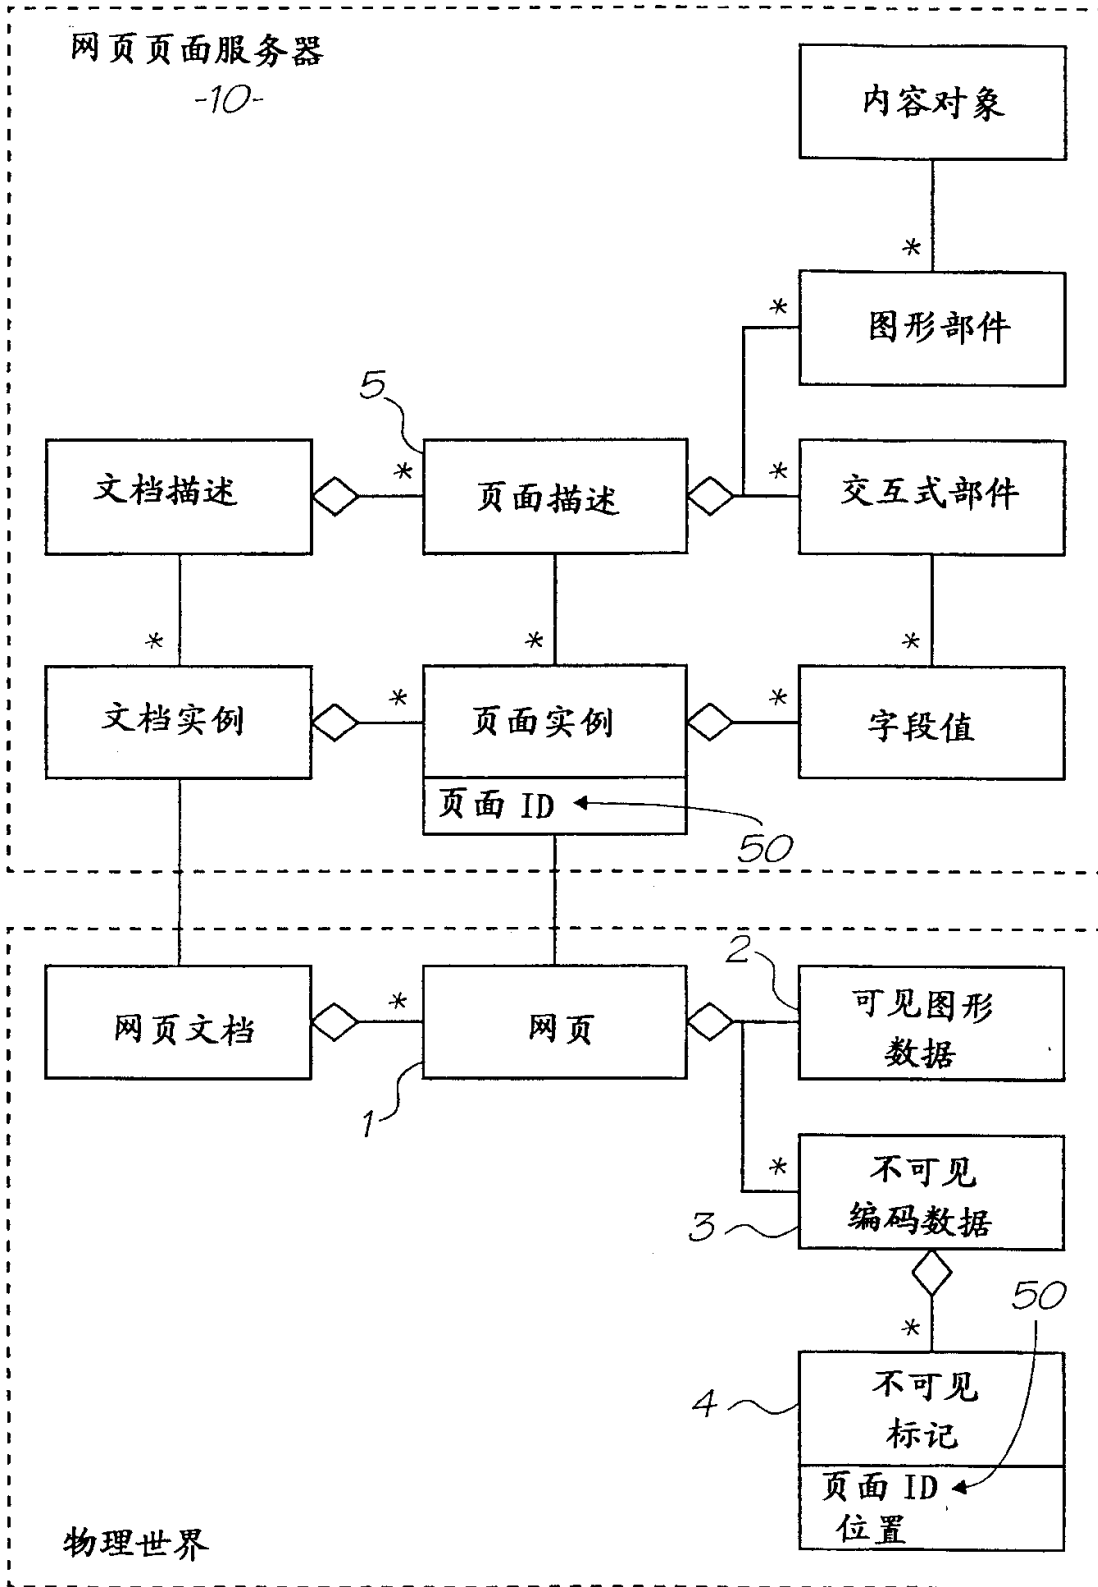 网页页面服务器
-10-
内容对象
*
*
图形部件
5
文档描述
*
页面描述
*
交互式部件
*
*
*
文档实例
*
页面实例
*
字段值
页面 ID
50
网页文档
*
网页
1
2
可见图形
数据
*
不可见
编码数据
3
50
*
不可见
标记
4
页面 ID
位置
物理世界